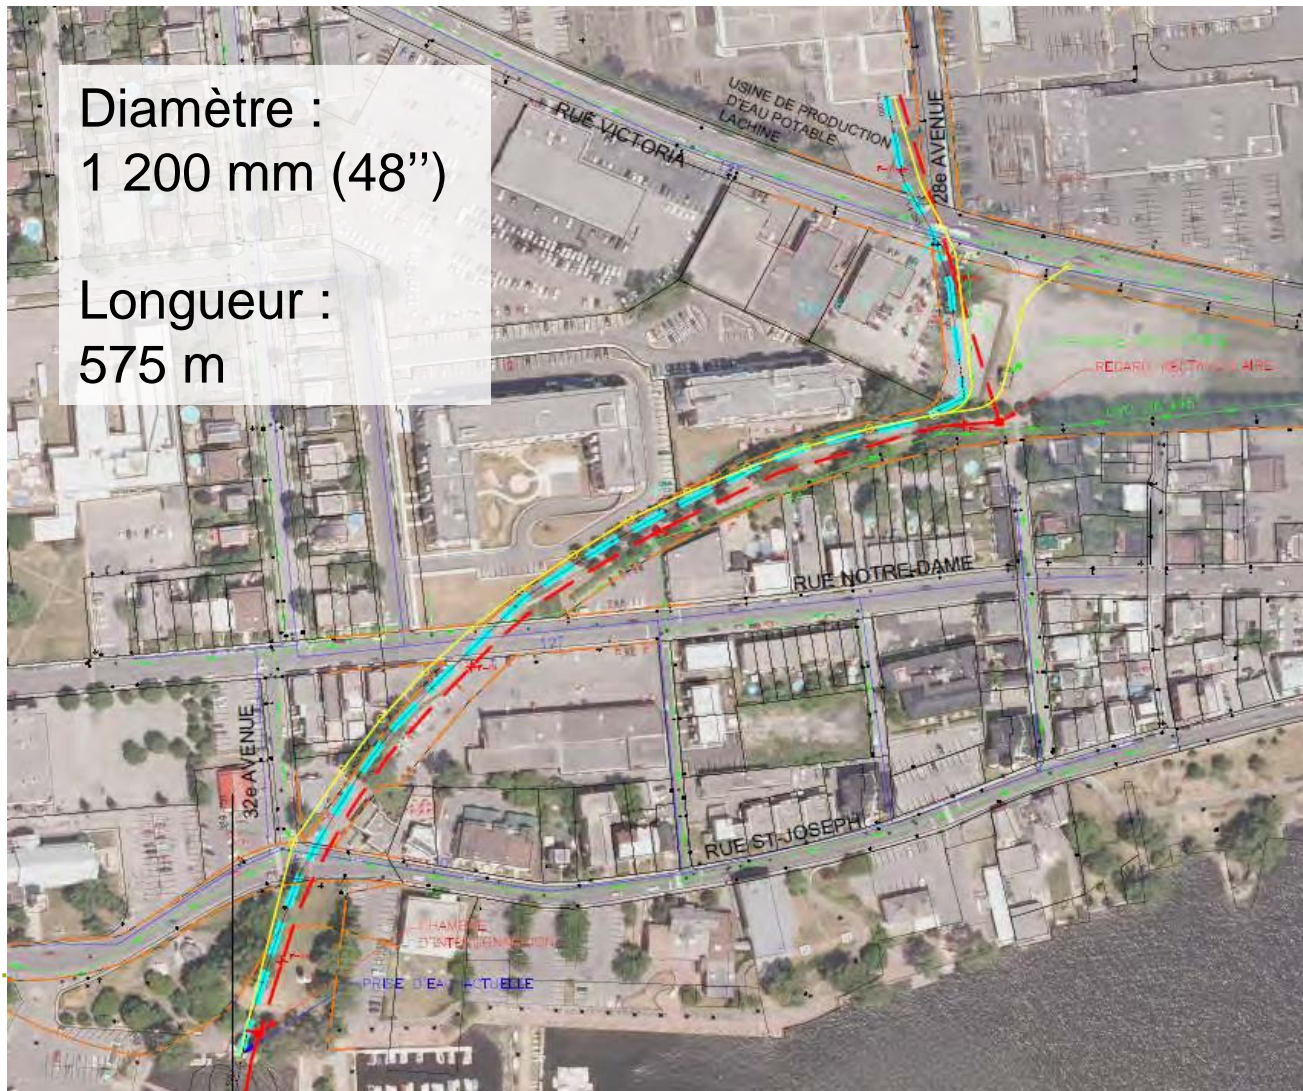 Diamètre :
1 200 mm (48’’)
Longueur :
575 m
USINE DE PRODUCTION
D'EAU POTABLE
LACHINE
RUE VICTORIA
28e AVENUE
REGARD
RUE NOTRE-DAME
32e AVENUE
RUE ST-JOSEPH
CHAMBRE
D'INTERCONNEXION
PRISE D'EAU ACTUELLE